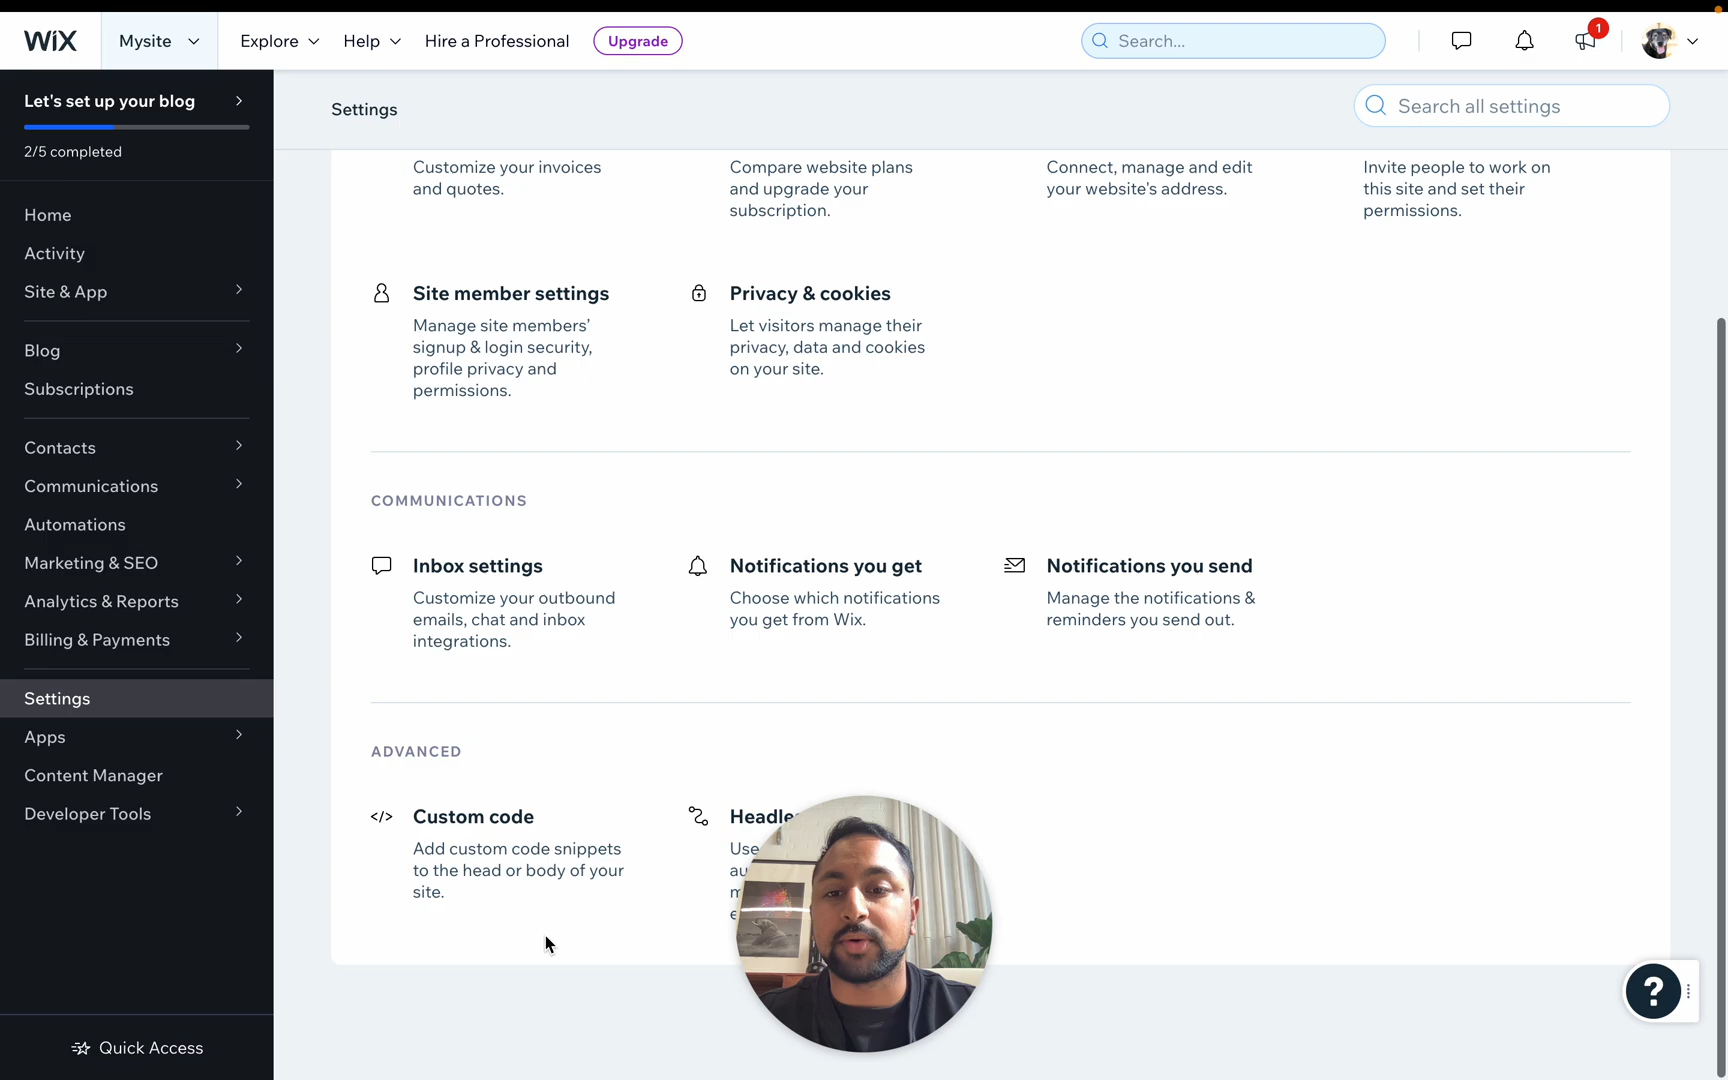 WiX
Mysite
Explore
Help
Hire a Professional
Upgrade
Search...
1
Let's set up your blog
2/5 completed
Home
Activity
Site & App
Blog
Subscriptions
Contacts
Communications
Automations
Marketing & SEO
Analytics & Reports
Billing & Payments
Settings
Apps
Content Manager
Developer Tools
Quick Access
Settings
Search all settings
Customize your invoices
and quotes.
Compare website plans
and upgrade your
subscription.
Connect, manage and edit
your website's address.
Invite people to work on
this site and set their
permissions.
Site member settings
Manage site members'
signup & login security,
profile privacy and
permissions.
Privacy & cookies
Let visitors manage their
privacy, data and cookies
on your site.
COMMUNICATIONS
Inbox settings
Customize your outbound
emails, chat and inbox
integrations.
Notifications you get
Choose which notifications
you get from Wix.
Notifications you send
Manage the notifications &
reminders you send out.
ADVANCED
</> Custom code
Add custom code snippets
to the head or body of your
site.
Use
?